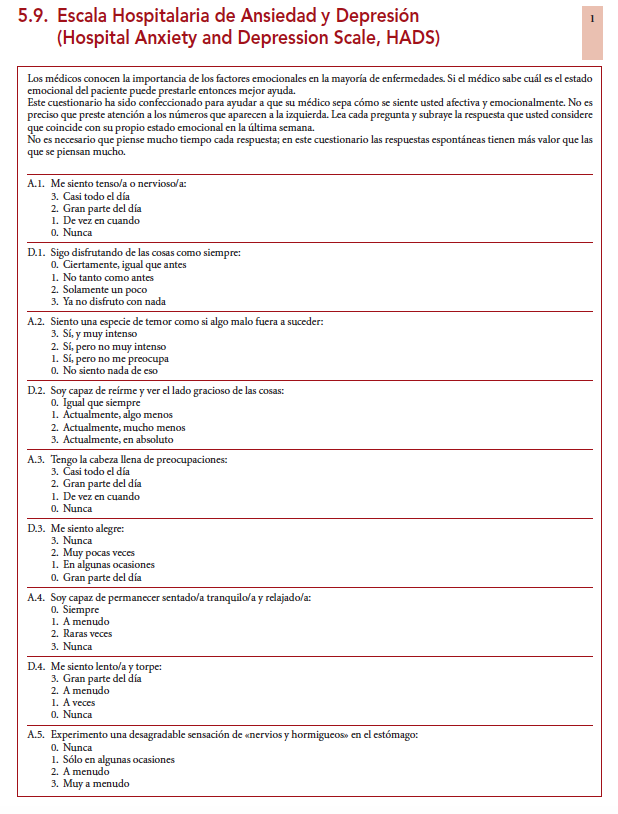 5.9. Escala Hospitalaria de Ansiedad y Depresión
(Hospital Anxiety and Depression Scale, HADS)
1
Los médicos conocen la importancia de los factores emocionales en la mayoría de enfermedades. Si el médico sabe cuál es el estado
emocional del paciente puede prestarle entonces mejor ayuda.
Este cuestionario ha sido confeccionado para ayudar a que su médico sepa cómo se siente usted afectiva y emocionalmente. No es
preciso que preste atención a los números que aparecen a la izquierda. Lea cada pregunta y subraye la respuesta que usted considere
que coincide con su propio estado emocional en la última semana.
No es necesario que piense mucho tiempo cada respuesta; en este cuestionario las respuestas espontáneas tienen más valor que las
que se piensan mucho.
A.1. Me siento tenso/a o nervioso/a:
3. Casi todo el día
2. Gran parte del día
1. De vez en cuando
0. Nunca
D.1. Sigo disfrutando de las cosas como siempre:
0. Ciertamente, igual que antes
1. No tanto como antes
2. Solamente un poco
3. Ya no disfruto con nada
A.2. Siento una especie de temor como si algo malo fuera a suceder:
3. Sí, y muy intenso
2. Sí, pero no muy intenso
1. Sí, pero no me preocupa
0. No siento nada de eso
D.2. Soy capaz de reírme y ver el lado gracioso de las cosas:
0. Igual que siempre
1. Actualmente, algo menos
2. Actualmente, mucho menos
3. Actualmente, en absoluto
A.3. Tengo la cabeza llena de preocupaciones:
3. Casi todo el día
2. Gran parte del día
1. De vez en cuando
0. Nunca
D.3. Me siento alegre:
3. Nunca
2. Muy pocas veces
1. En algunas ocasiones
0. Gran parte del día
A.4. Soy capaz de permanecer sentado/a tranquilo/a y relajado/a:
0. Siempre
1. A menudo
2. Raras veces
3. Nunca
D.4. Me siento lento/a y torpe:
3. Gran parte del día
2. A menudo
1. A veces
0. Nunca
A.5. Experimento una desagradable sensación de «nervios y hormigueos» en el estómago:
0. Nunca
1. Sólo en algunas ocasiones
2. A menudo
3. Muy a menudo